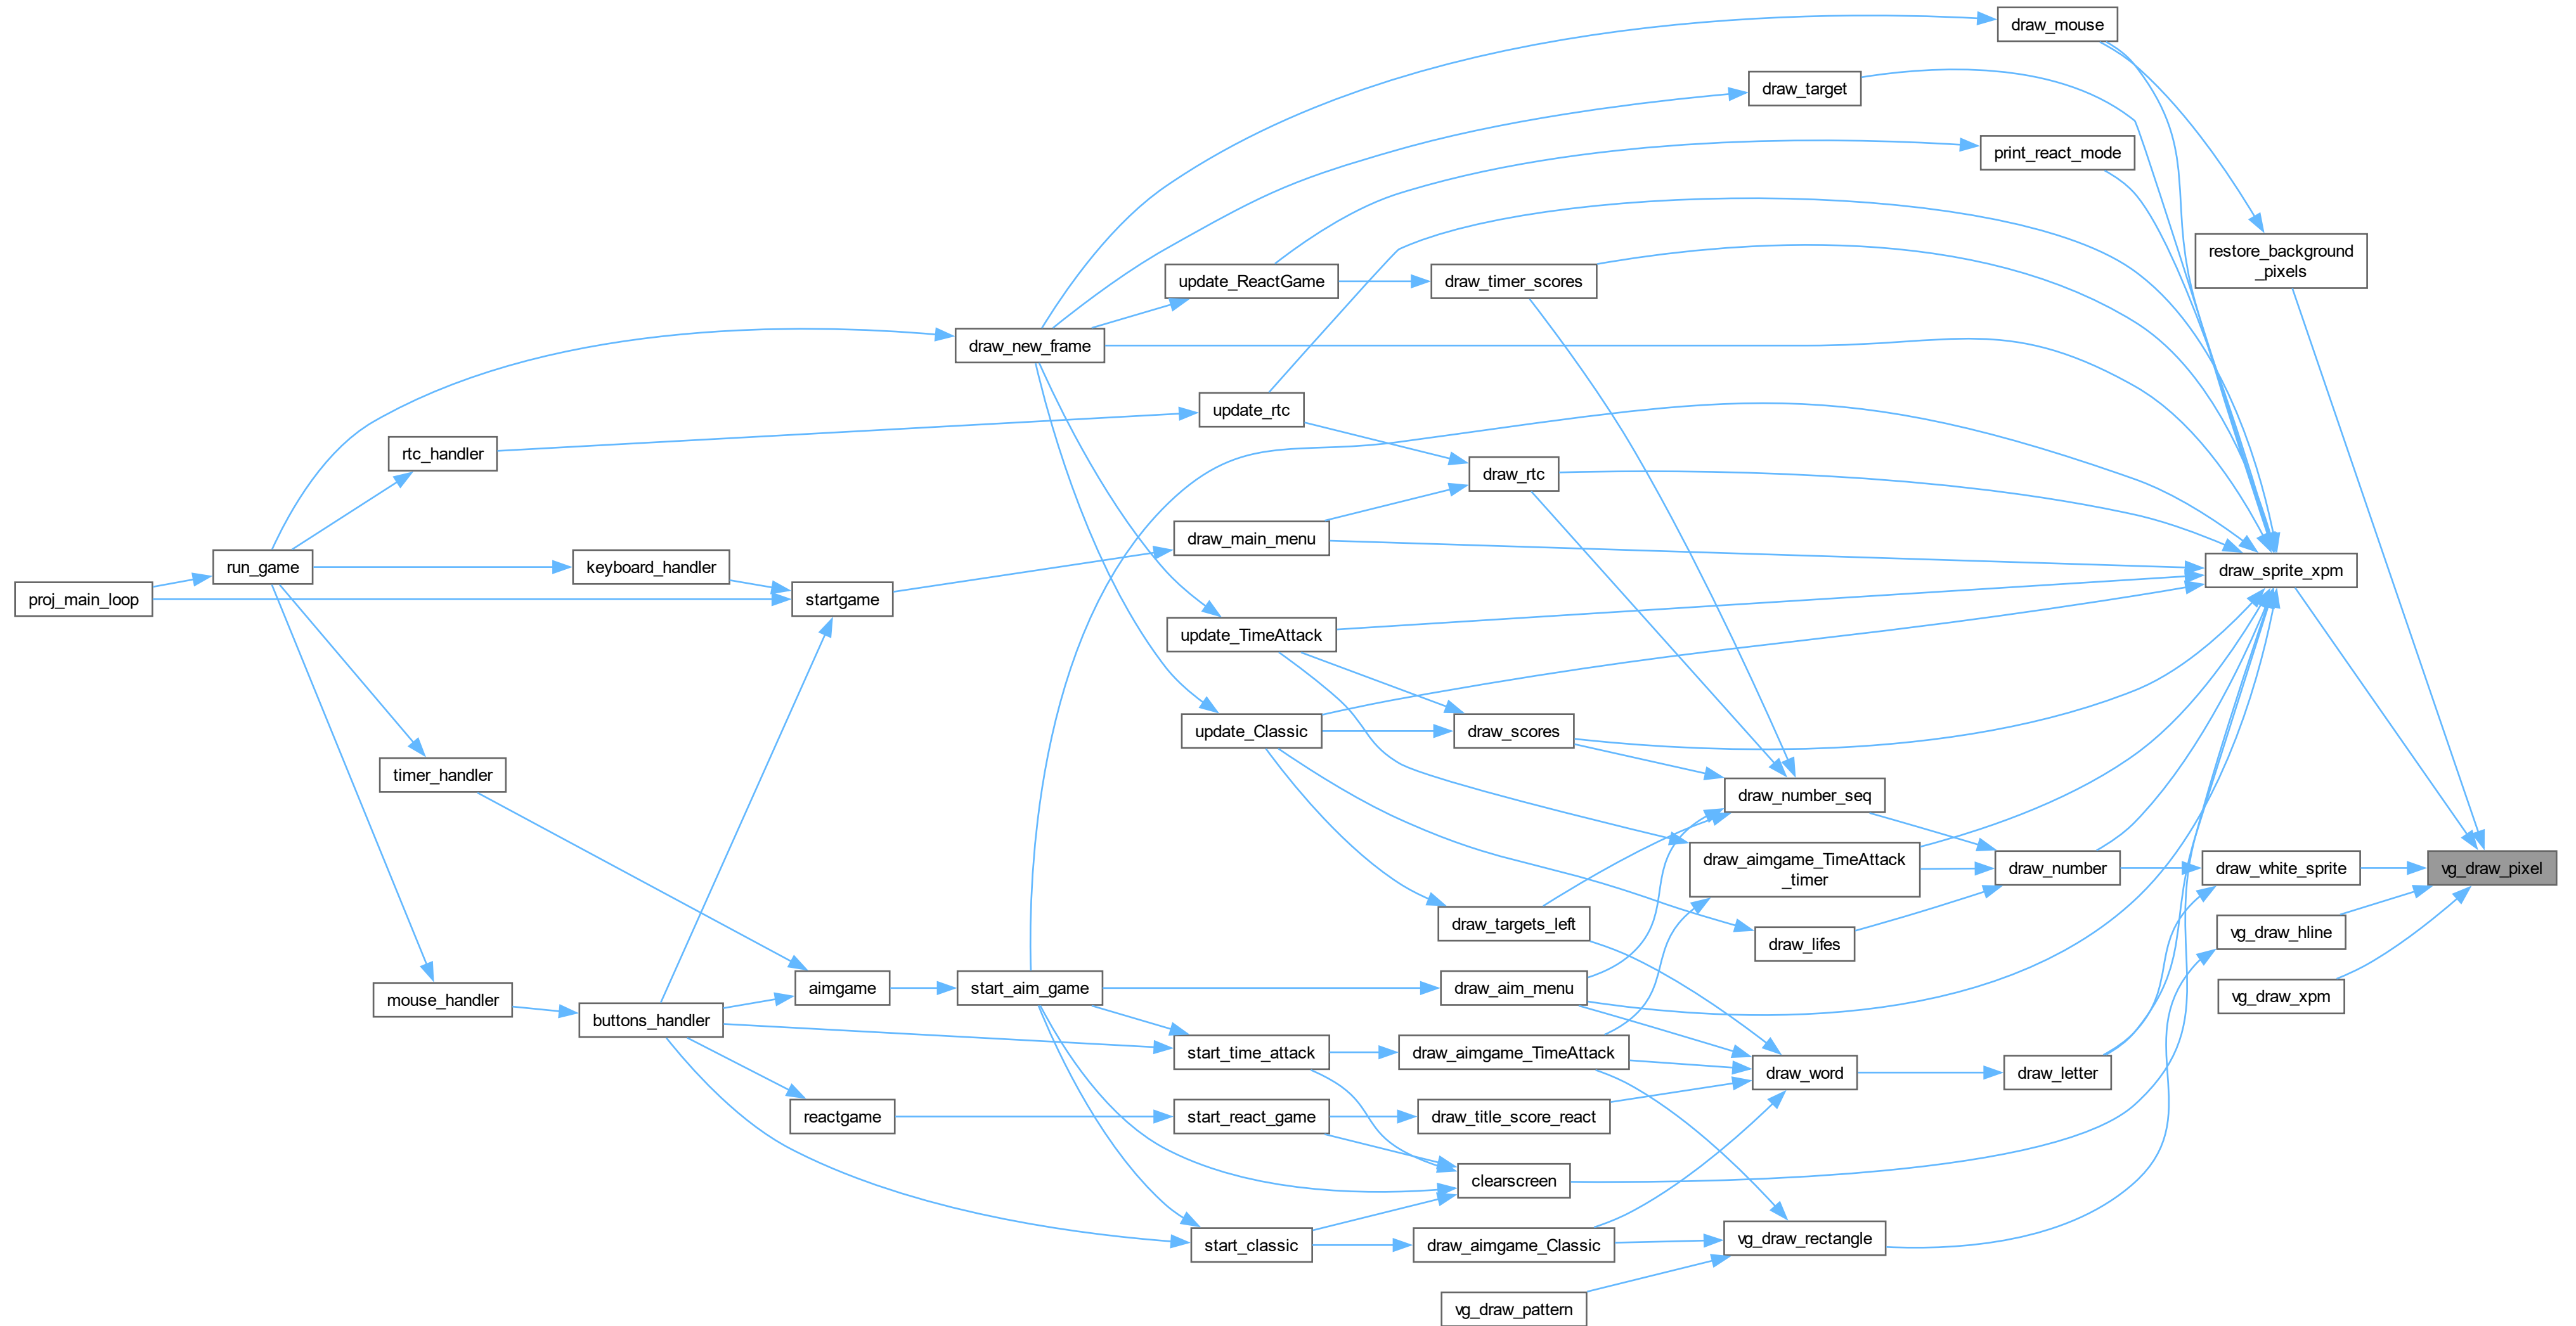 draw_mouse
draw_target
print_react_mode
restore_background
_pixels
update_ReactGame
draw_timer_scores
draw_new_frame
update_rtc
rtc_handler
draw_rtc
draw_main_menu
run_game
keyboard_handler
draw_sprite_xpm
proj_main_loop
startgame
update_TimeAttack
update_Classic
draw_scores
timer_handler
draw_number_seq
draw_aimgame_TimeAttack
_timer
draw_number
draw_white_sprite
vg_draw_pixel
draw_targets_left
draw_lifes
vg_draw_hline
mouse_handler
aimgame
start_aim_game
draw_aim_menu
vg_draw_xpm
buttons_handler
start_time_attack
draw_aimgame_TimeAttack
draw_word
draw_letter
reactgame
start_react_game
draw_title_score_react
clearscreen
start_classic
draw_aimgame_Classic
vg_draw_rectangle
vg_draw_pattern